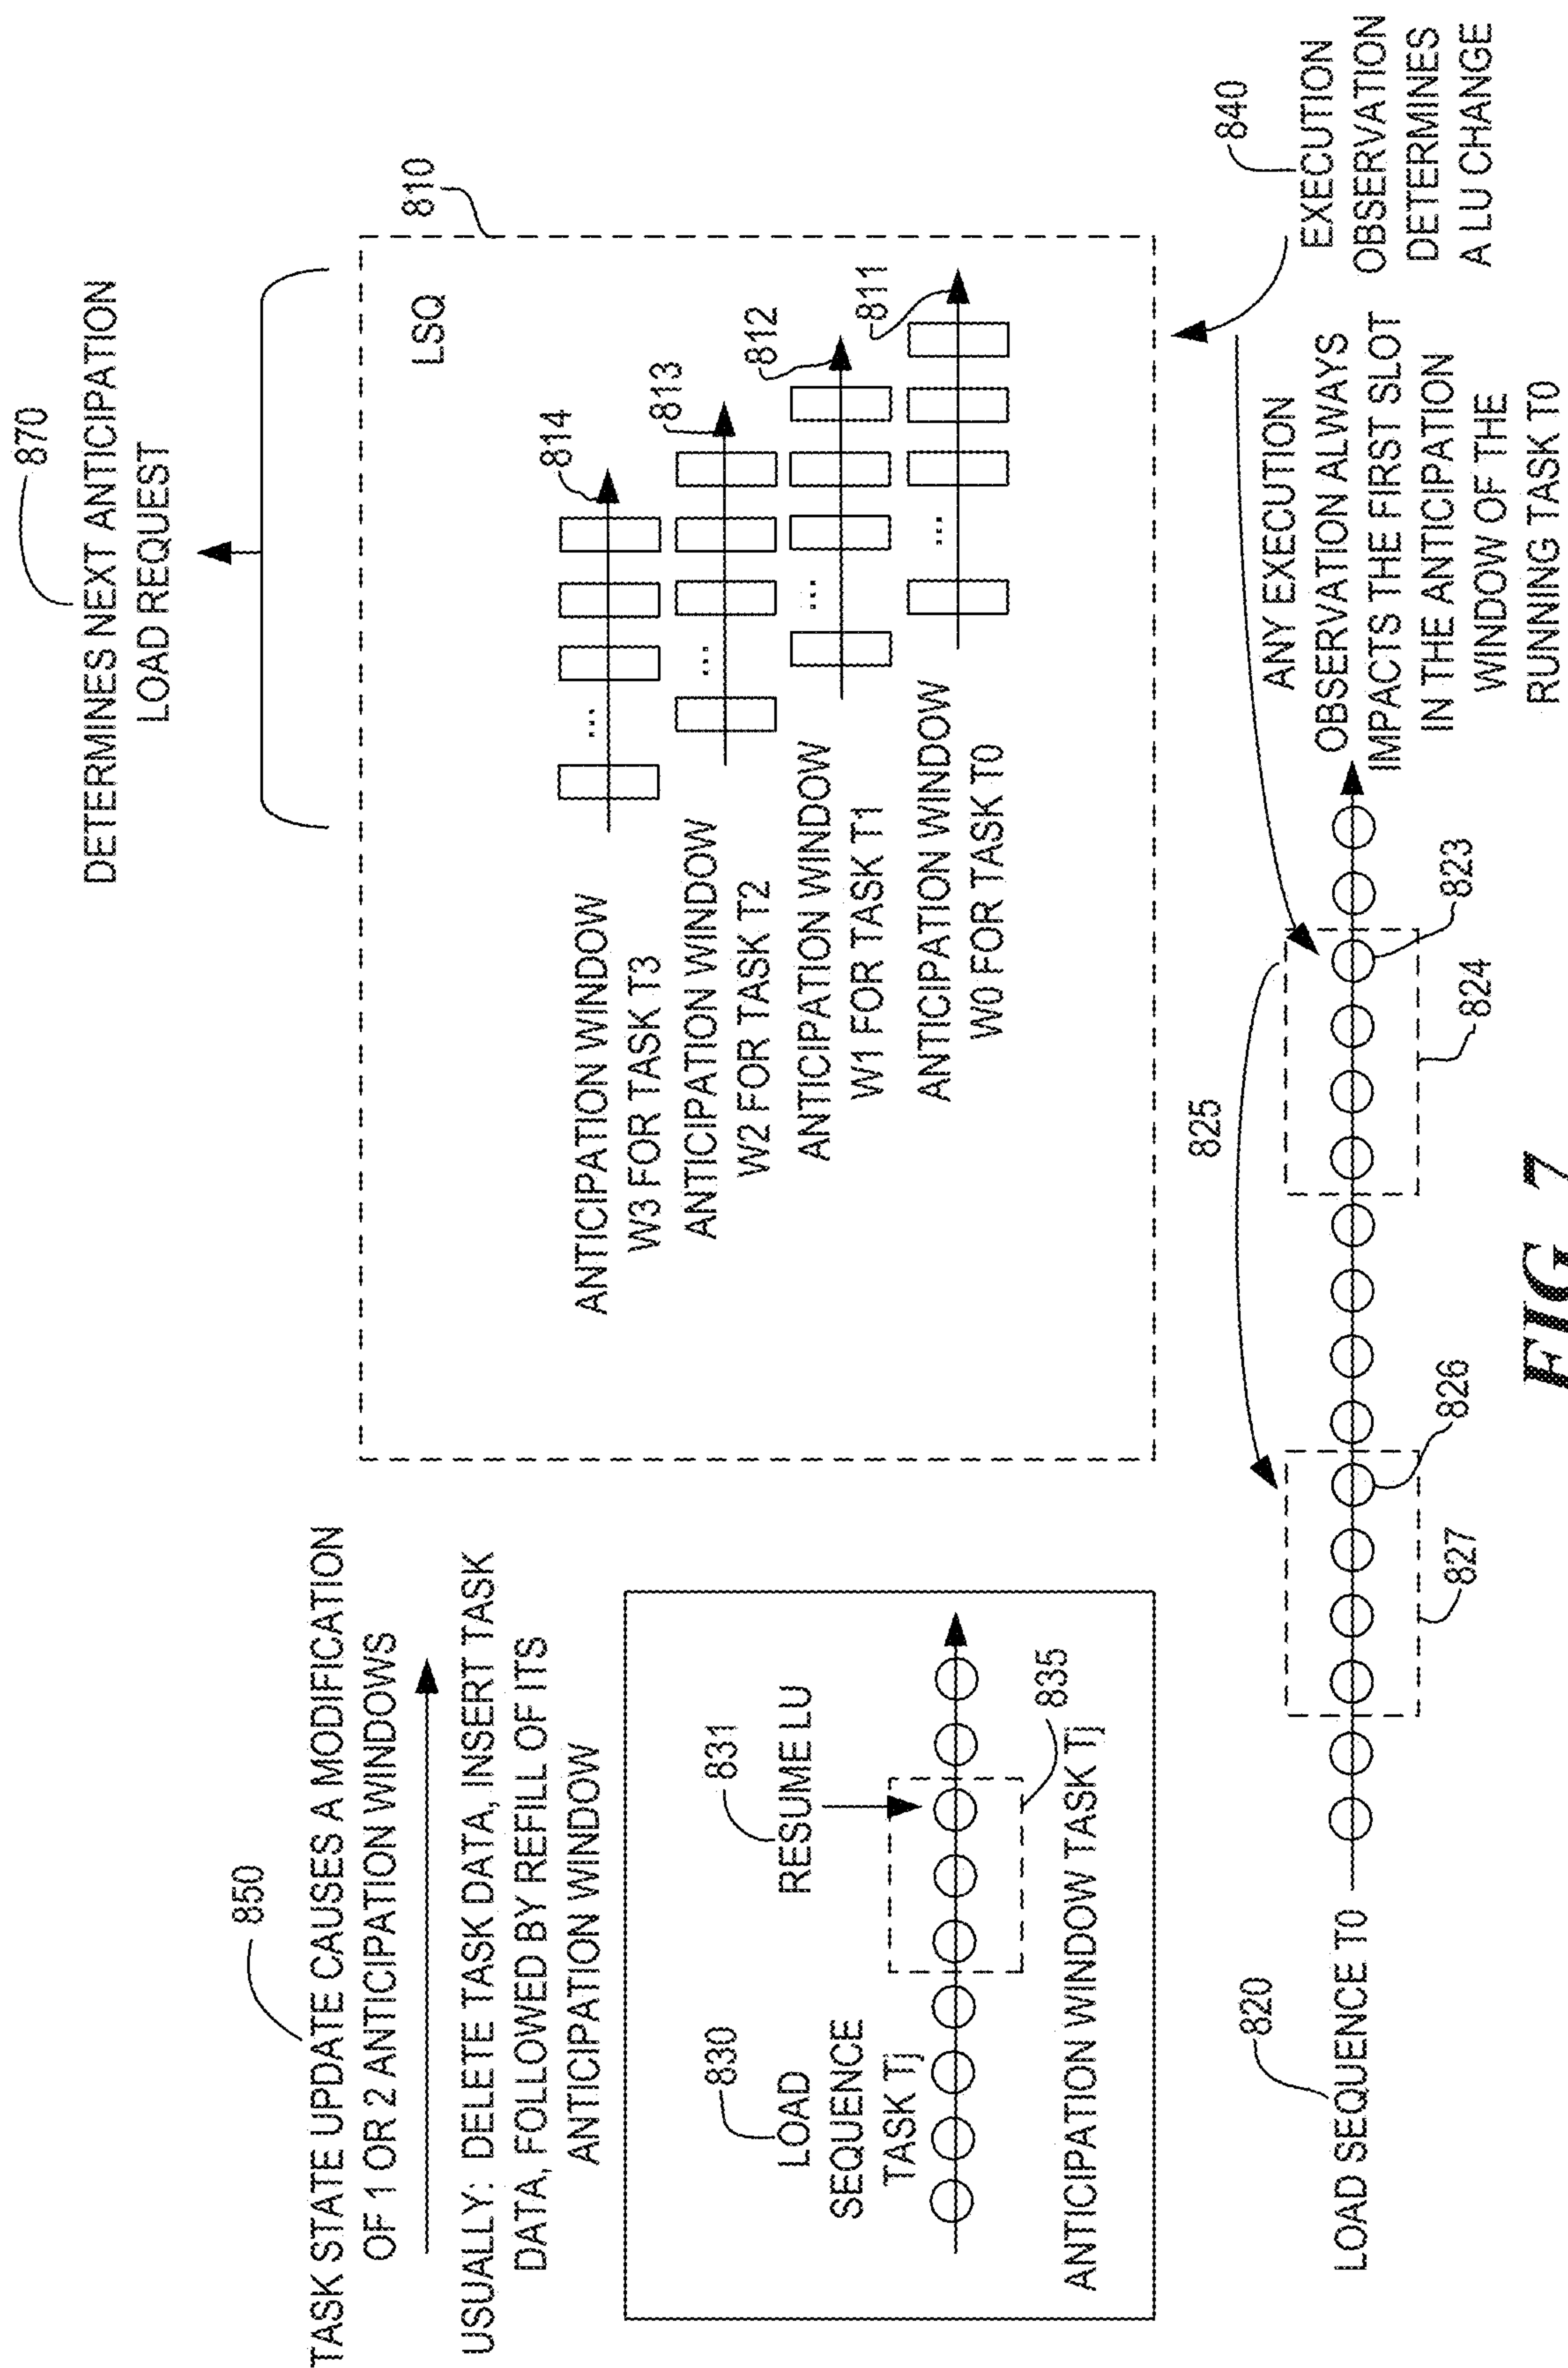 870
DETERMINES NEXT ANTICIPATION
LOAD REQUEST
850
TASK STATE UPDATE CAUSES A MODIFICATION
OF 1 OR 2 ANTICIPATION WINDOWS
USUALLY: DELETE TASK DATA, INSERT TASK
DATA, FOLLOWED BY REFILL OF ITS
ANTICIPATION WINDOW
810
LSQ
814
ANTICIPATION WINDOW
W3 FOR TASK T3
813
ANTICIPATION WINDOW
W2 FOR TASK T2
812
ANTICIPATION WINDOW
W1 FOR TASK T1
811
ANTICIPATION WINDOW
W0 FOR TASK T0
...
...
...
...
830
LOAD
SEQUENCE
TASK Tj
831
RESUME LU
835
ANTICIPATION WINDOW TASK Tj
840
EXECUTION
OBSERVATION
DETERMINES
A LU CHANGE
ANY EXECUTION
OBSERVATION ALWAYS
IMPACTS THE FIRST SLOT
IN THE ANTICIPATION
WINDOW OF THE
RUNNING TASK T0
820
LOAD SEQUENCE T0
825
827
826
824
823
FIG. 7